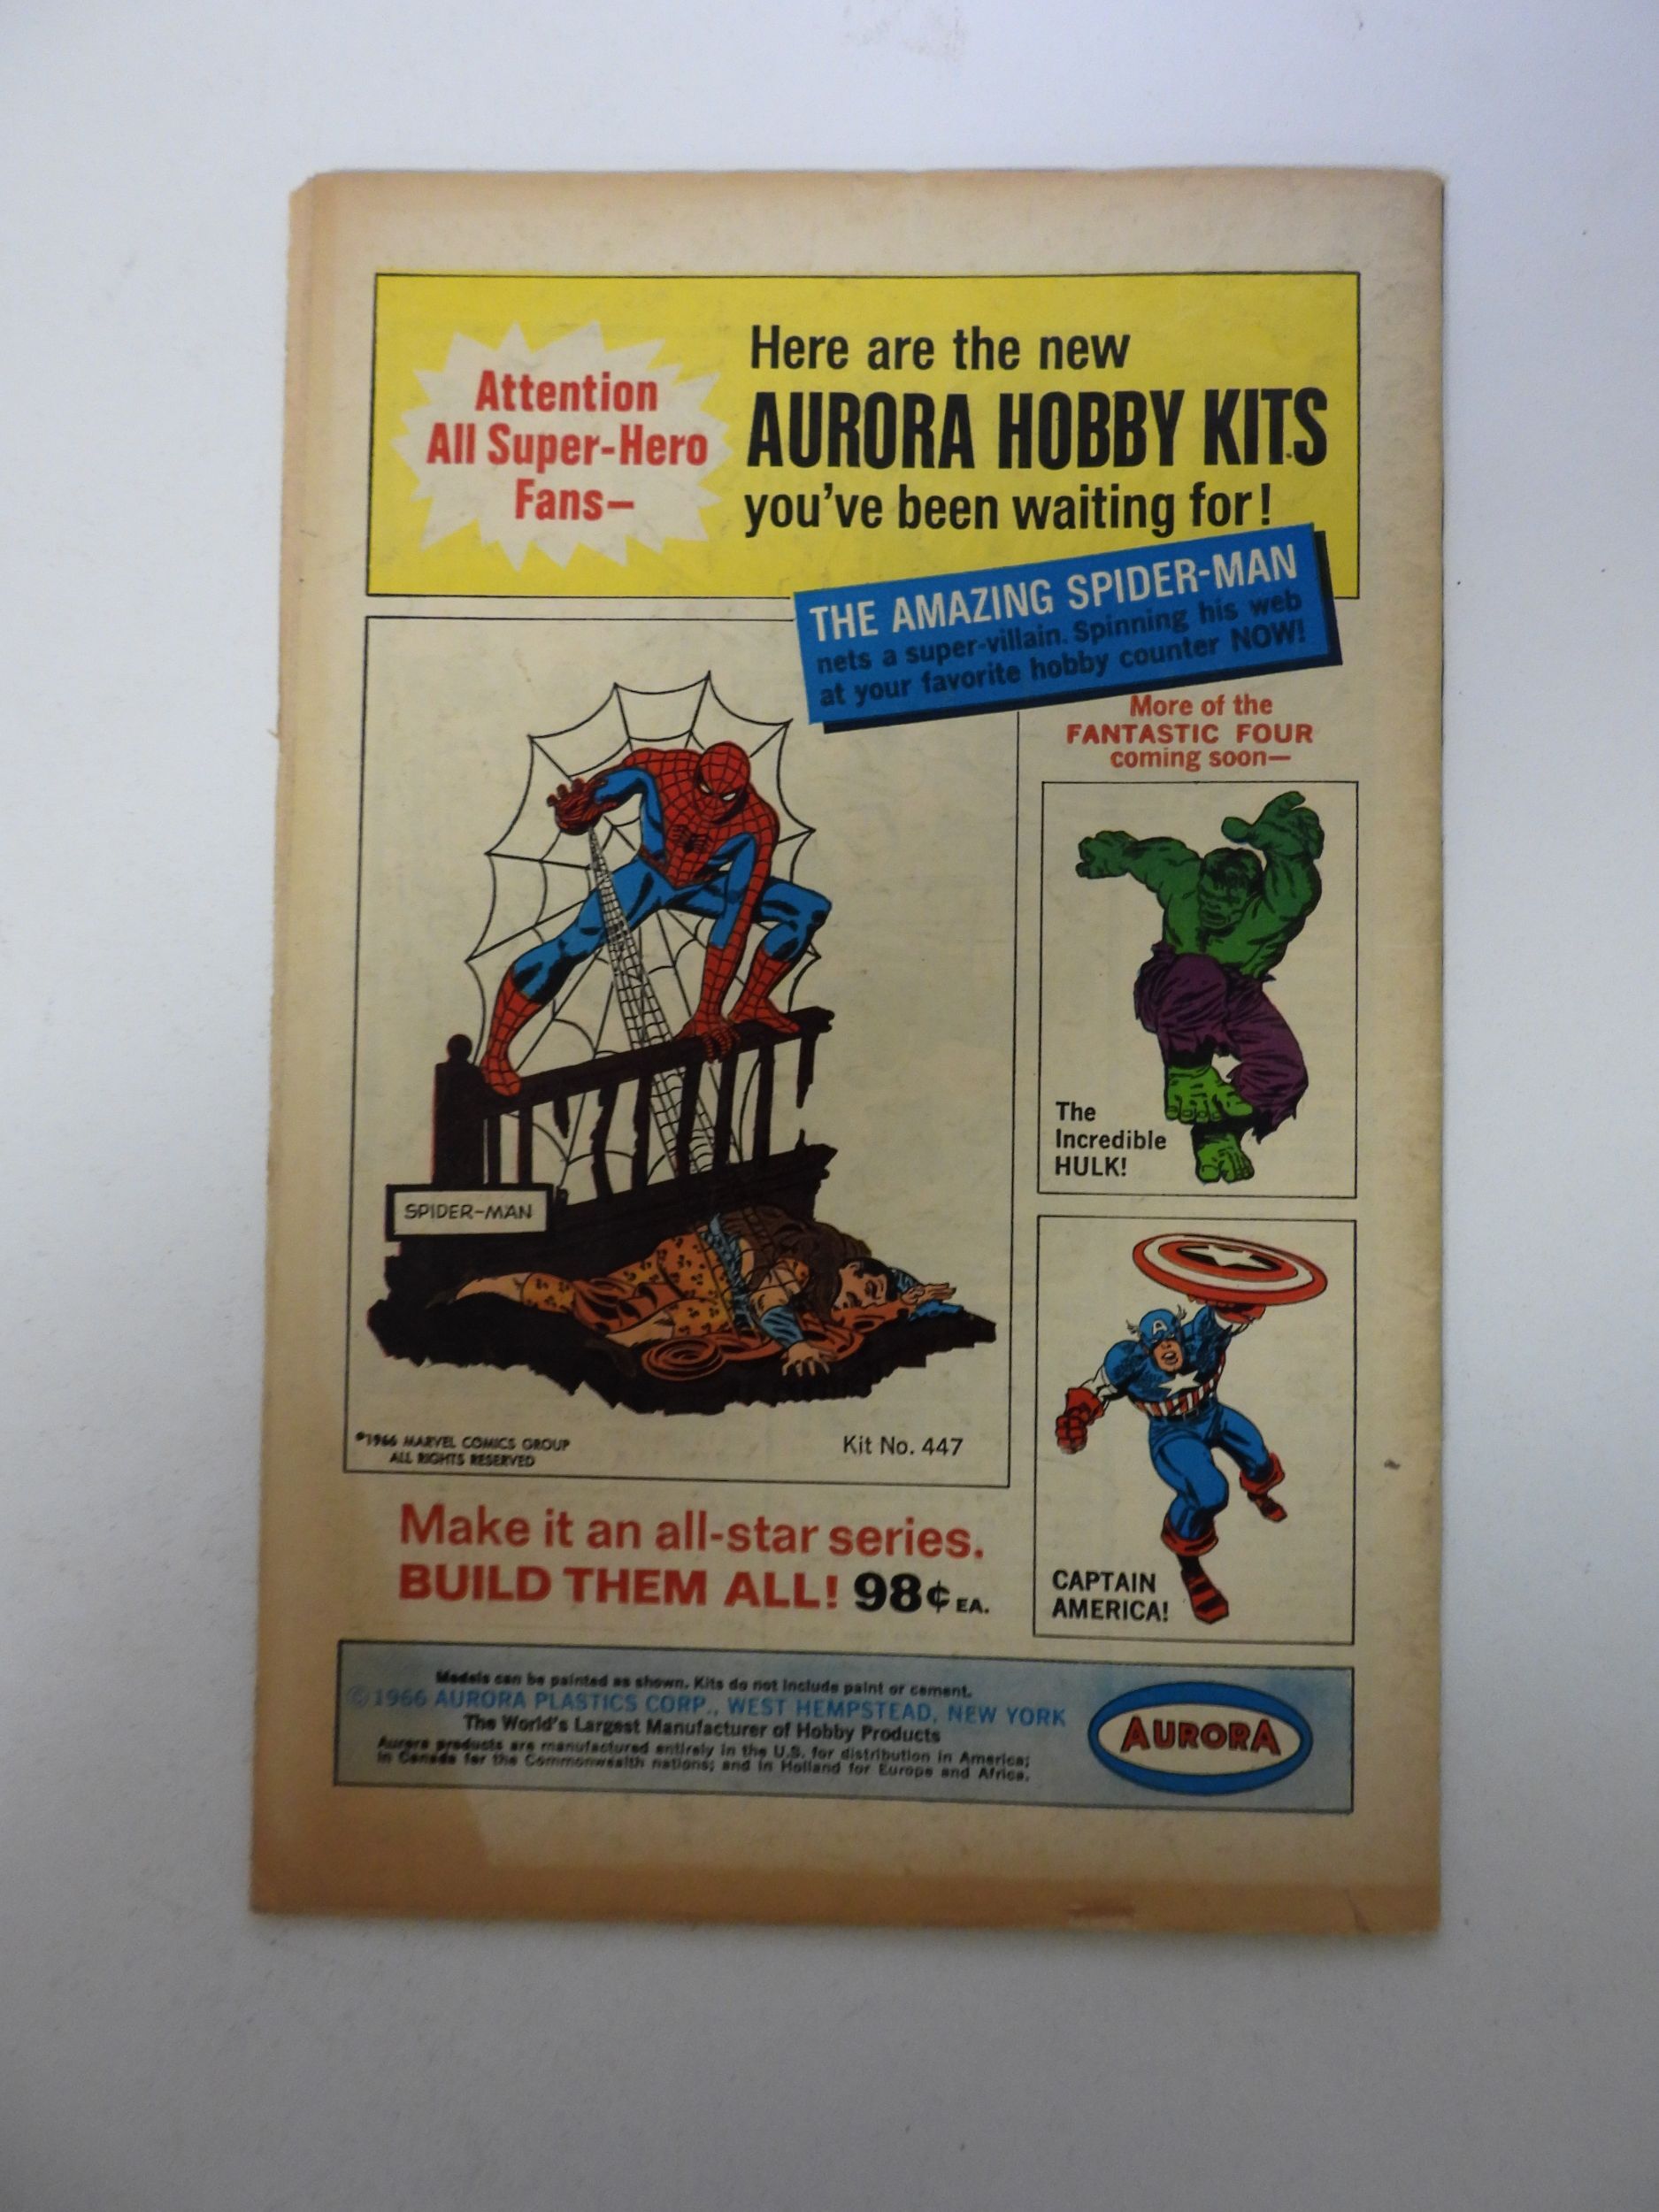 Attention
All Super-Hero
Fans—
Here are the new
AURORA HOBBY KITS
you've been waiting for!
THE AMAZING SPIDER-MAN
nets a super-villain. Spinning his web
at your favorite hobby counter NOW!
More of the
FANTASTIC FOUR
coming soon—
The
Incredible
HULK!
SPIDER-MAN
A
©1966 MARVEL COMICS GROUP
ALL RIGHTS RESERVED
Kit No. 447
CAPTAIN
AMERICA!
Make it an all-star series.
BUILD THEM ALL! 98¢ EA.
Models can be painted as shown. Kits do not include paint or cement.
©1966 AURORA PLASTICS CORP., WEST HEMPSTEAD, NEW YORK
The World's Largest Manufacturer of Hobby Products
Aurora products are manufactured entirely in the U.S. for distribution in America;
in Canada for the Commonwealth nations; and in Holland for Europe and Africa.
AURORA